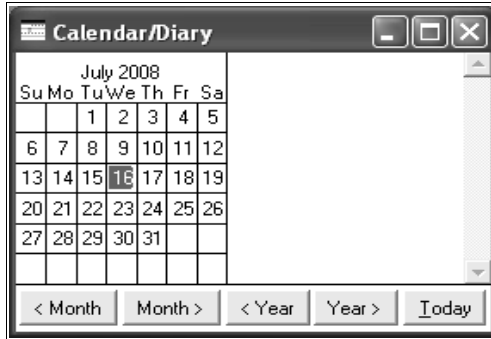 Calendar/Diary
July 2008
Su Mo Tu We Th Fr Sa
1 2 3 4 5
6 7 8 9 10 11 12
13 14 15 16 17 18 19
20 21 22 23 24 25 26
27 28 29 30 31
< Month Month > < Year Year > Today